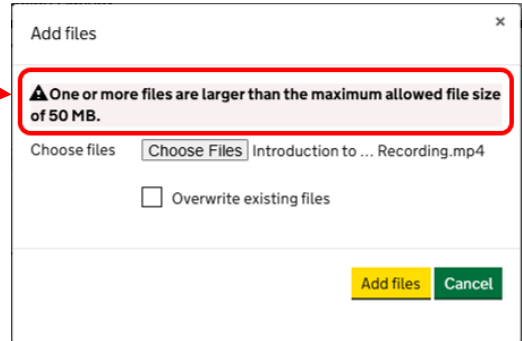 Add files
×
One or more files are larger than the maximum allowed file size
of 50 MB.
Choose files Choose Files Introduction to ... Recording.mp4
Overwrite existing files
Add files Cancel